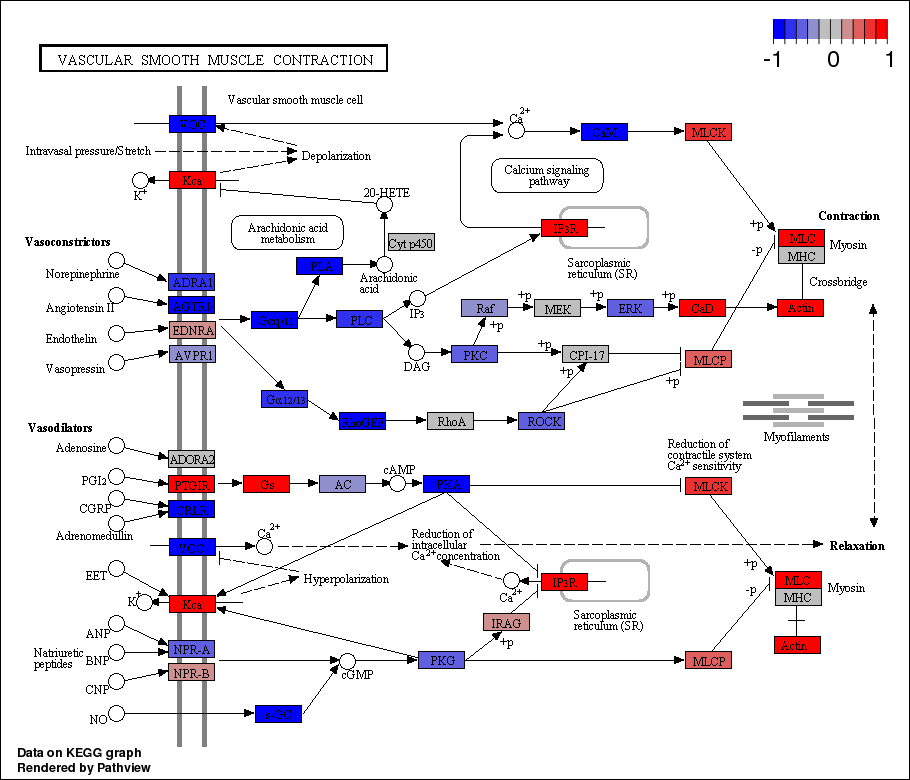 VASCULAR SMOOTH MUSCLE CONTRACTION
-1 0 1
Vascular smooth muscle cell
VOC
Ca2+
CaM
MLCK
Intravasal pressure/Stretch
Depolarization
Calcium signaling
pathway
Kca
K+
20-HETE
Arachidonic acid
metabolism
Cyt p450
IP3R
Sarcoplasmic
reticulum (SR)
+p
-p
MLC
MHC
Myosin
Contraction
Crossbridge
Actin
Vasoconstrictors
PLA
Arachidonic
acid
Norepinephrine
ADRA1
Angiotensin II
AGTR1
Endothelin
EDNRA
Vasopressin
AVPR1
Gαq/11
PLC
IP3
DAG
Raf
+p
MEK
+p
ERK
+p
CaD
PKC
+p
+p
CPI-17
MLCP
+p
+p
Gα12/13
RhoGEF
RhoA
ROCK
Myofilaments
Vasodilators
Adenosine
ADORA2
PGI2
PTGIR
Gs
AC
cAMP
PKA
Reduction of
contractile system
Ca2+ sensitivity
MLCK
CGRP
CRLR
Adrenomedullin
VOC
Ca2+
Reduction of
intracellular
Ca2+ concentration
Relaxation
EET
Hyperpolarization
K+
Kca
Ca2+
IP3R
Sarcoplasmic
reticulum (SR)
+p
-p
MLC
MHC
Myosin
Actin
IRAG
+p
ANP
Natriuretic
peptides
BNP
NPR-A
CNP
NPR-B
cGMP
PKG
MLCP
NO
s-GC
Data on KEGG graph
Rendered by Pathview